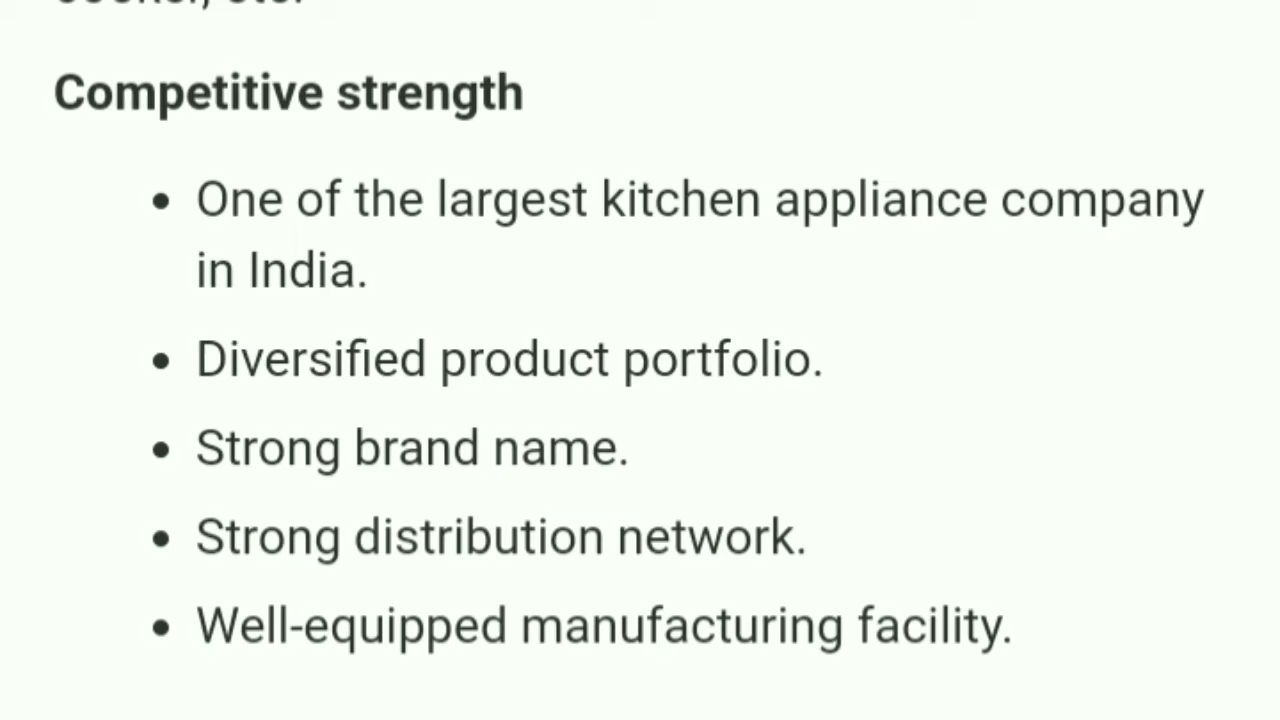 Competitive strength
• One of the largest kitchen appliance company
in India.
• Diversified product portfolio.
• Strong brand name.
• Strong distribution network.
• Well-equipped manufacturing facility.